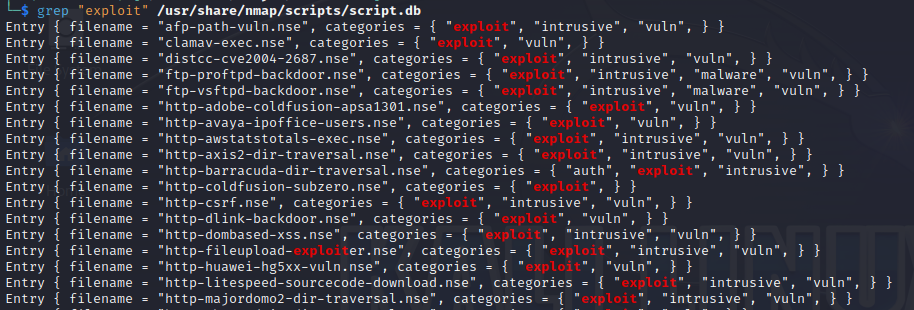 └─$ grep "exploit" /usr/share/nmap/scripts/script.db
Entry { filename = "afp-path-vuln.nse", categories = { "exploit", "intrusive", "vuln", } }
Entry { filename = "clamav-exec.nse", categories = { "exploit", "vuln", } }
Entry { filename = "distcc-cve2004-2687.nse", categories = { "exploit", "intrusive", "vuln", } }
Entry { filename = "ftp-proftpd-backdoor.nse", categories = { "exploit", "intrusive", "malware", "vuln", } }
Entry { filename = "ftp-vsftpd-backdoor.nse", categories = { "exploit", "intrusive", "malware", "vuln", } }
Entry { filename = "http-adobe-coldfusion-apsa1301.nse", categories = { "exploit", "vuln", } }
Entry { filename = "http-avaya-ipoffice-users.nse", categories = { "exploit", "vuln", } }
Entry { filename = "http-awstatstotals-exec.nse", categories = { "exploit", "intrusive", "vuln", } }
Entry { filename = "http-axis2-dir-traversal.nse", categories = { "exploit", "intrusive", "vuln", } }
Entry { filename = "http-barracuda-dir-traversal.nse", categories = { "auth", "exploit", "intrusive", } }
Entry { filename = "http-coldfusion-subzero.nse", categories = { "exploit", } }
Entry { filename = "http-csrf.nse", categories = { "exploit", "intrusive", "vuln", } }
Entry { filename = "http-dlink-backdoor.nse", categories = { "exploit", "vuln", } }
Entry { filename = "http-dombased-xss.nse", categories = { "exploit", "intrusive", "vuln", } }
Entry { filename = "http-fileupload-exploiter.nse", categories = { "exploit", "intrusive", "vuln", } }
Entry { filename = "http-huawei-hg5xx-vuln.nse", categories = { "exploit", "vuln", } }
Entry { filename = "http-litespeed-sourcecode-download.nse", categories = { "exploit", "intrusive", "vuln", } }
Entry { filename = "http-majordomo2-dir-traversal.nse", categories = { "exploit", "intrusive", "vuln", } }